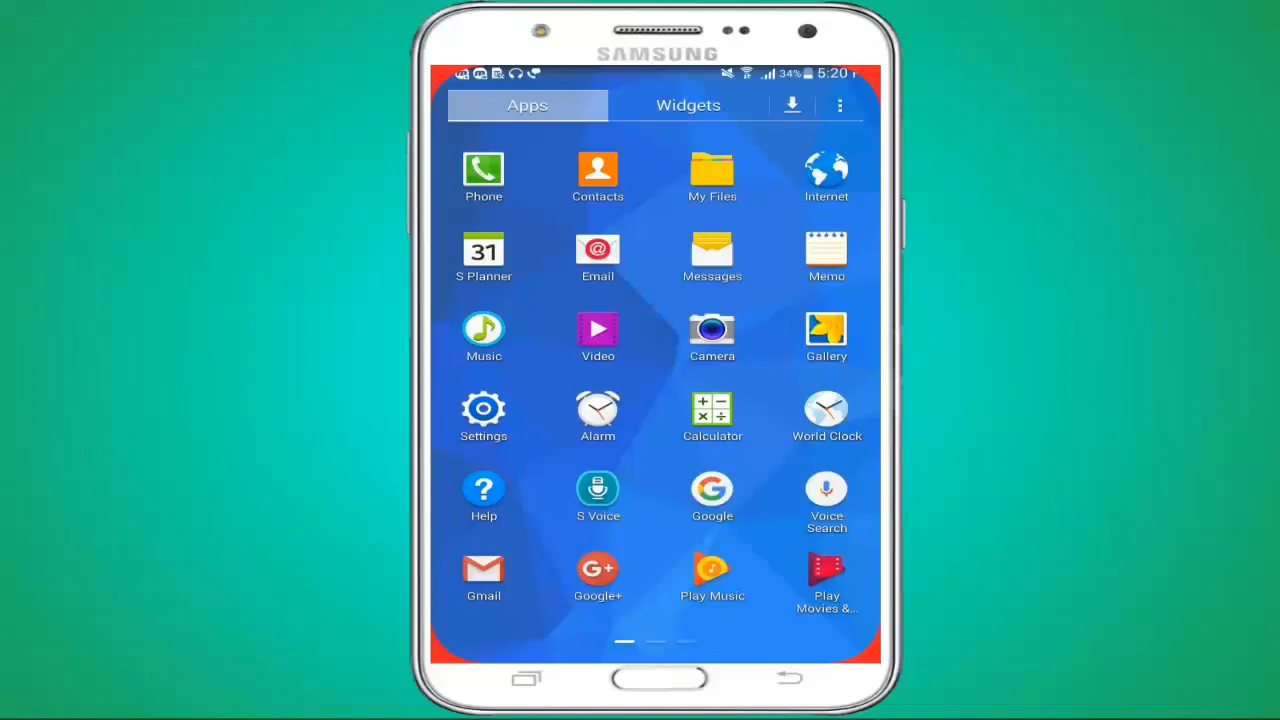 SAMSUNG
34% 5:20
Apps Widgets
Phone Contacts My Files Internet
31
S Planner Email Messages Memo
Music Video Camera Gallery
Settings Alarm Calculator World Clock
Help S Voice Google Voice
Search
Gmail Google+ Play Music Play
Movies &...